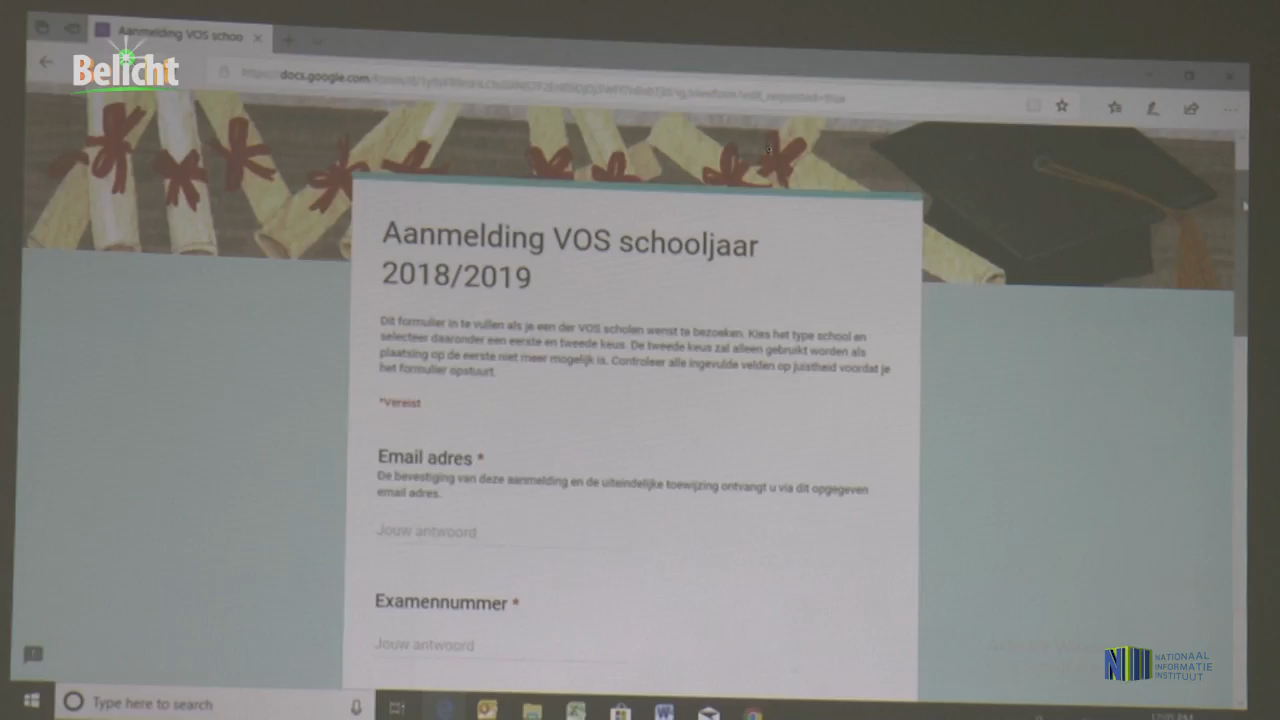 Aanmelding VOS schoo
Belicht
docs.google.com
Aanmelding VOS schooljaar
2018/2019
Dit formulier in te vullen als je een der VOS scholen wenst te bezoeken. Kies het type school en
selecteer daaronder een eerste en tweede keus. De tweede keus zal alleen gebruikt worden als
plaatsing op de eerste niet meer mogelijk is. Controleer alle ingevulde velden op juistheid voordat je
het formulier opstuurt.
*Vereist
Email adres *
De bevestiging van deze aanmelding en de uiteindelijke toewijzing ontvangt u via dit opgegeven
email adres.
Jouw antwoord
Examennummer *
Jouw antwoord
NII NATIONAAL
INFORMATIE
INSTITUUT
Type here to search